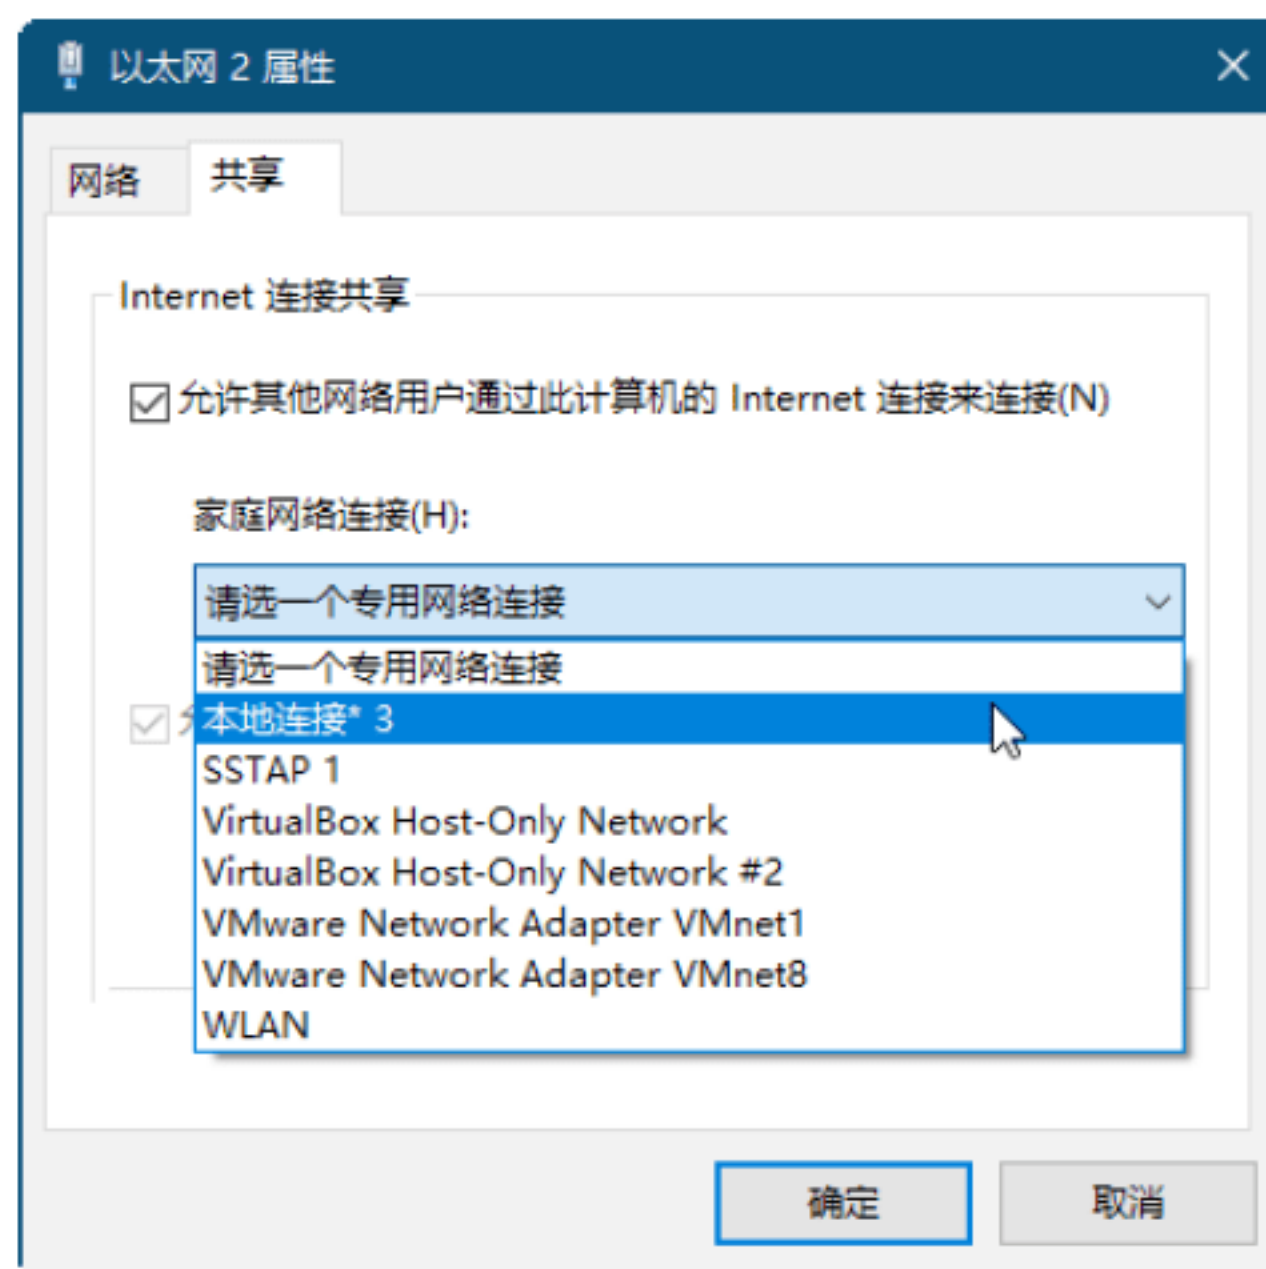 以太网 2 属性
网络
共享
Internet 连接共享
允许其他网络用户通过此计算机的 Internet 连接来连接(N)
家庭网络连接(H):
请选一个专用网络连接
请选一个专用网络连接
本地连接* 3
SSTAP 1
VirtualBox Host-Only Network
VirtualBox Host-Only Network #2
VMware Network Adapter VMnet1
VMware Network Adapter VMnet8
WLAN
确定
取消